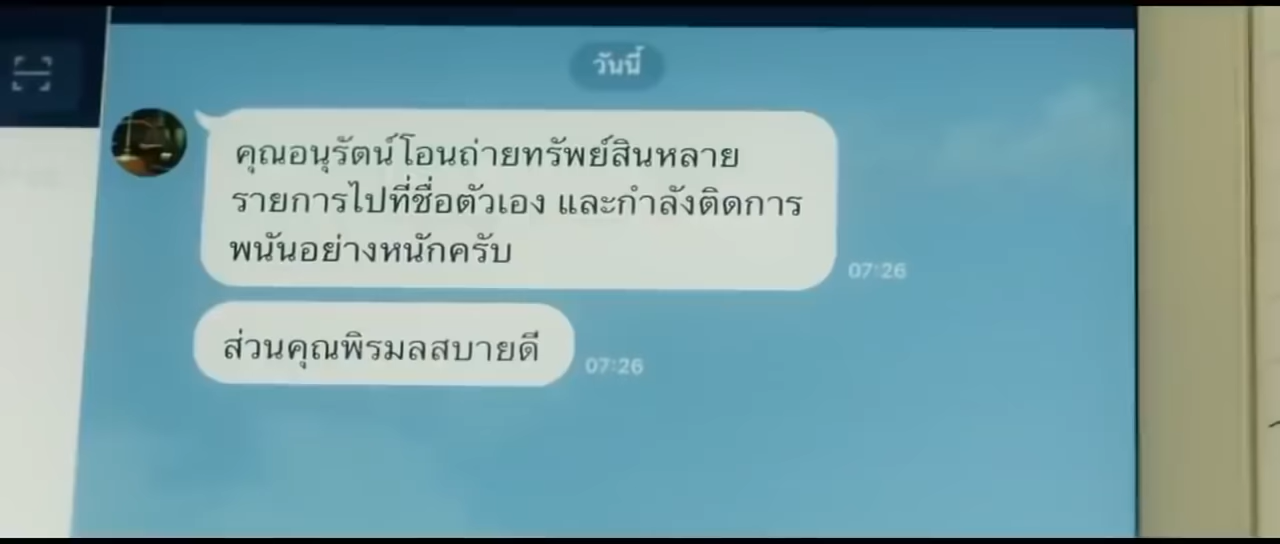 วันนี้
คุณอนุรัตน์โอนถ่ายทรัพย์สินหลาย
รายการไปที่ชื่อตัวเอง และกำลังติดการ
พนันอย่างหนักครับ
07:26
ส่วนคุณพิรมลสบายดี
07:26